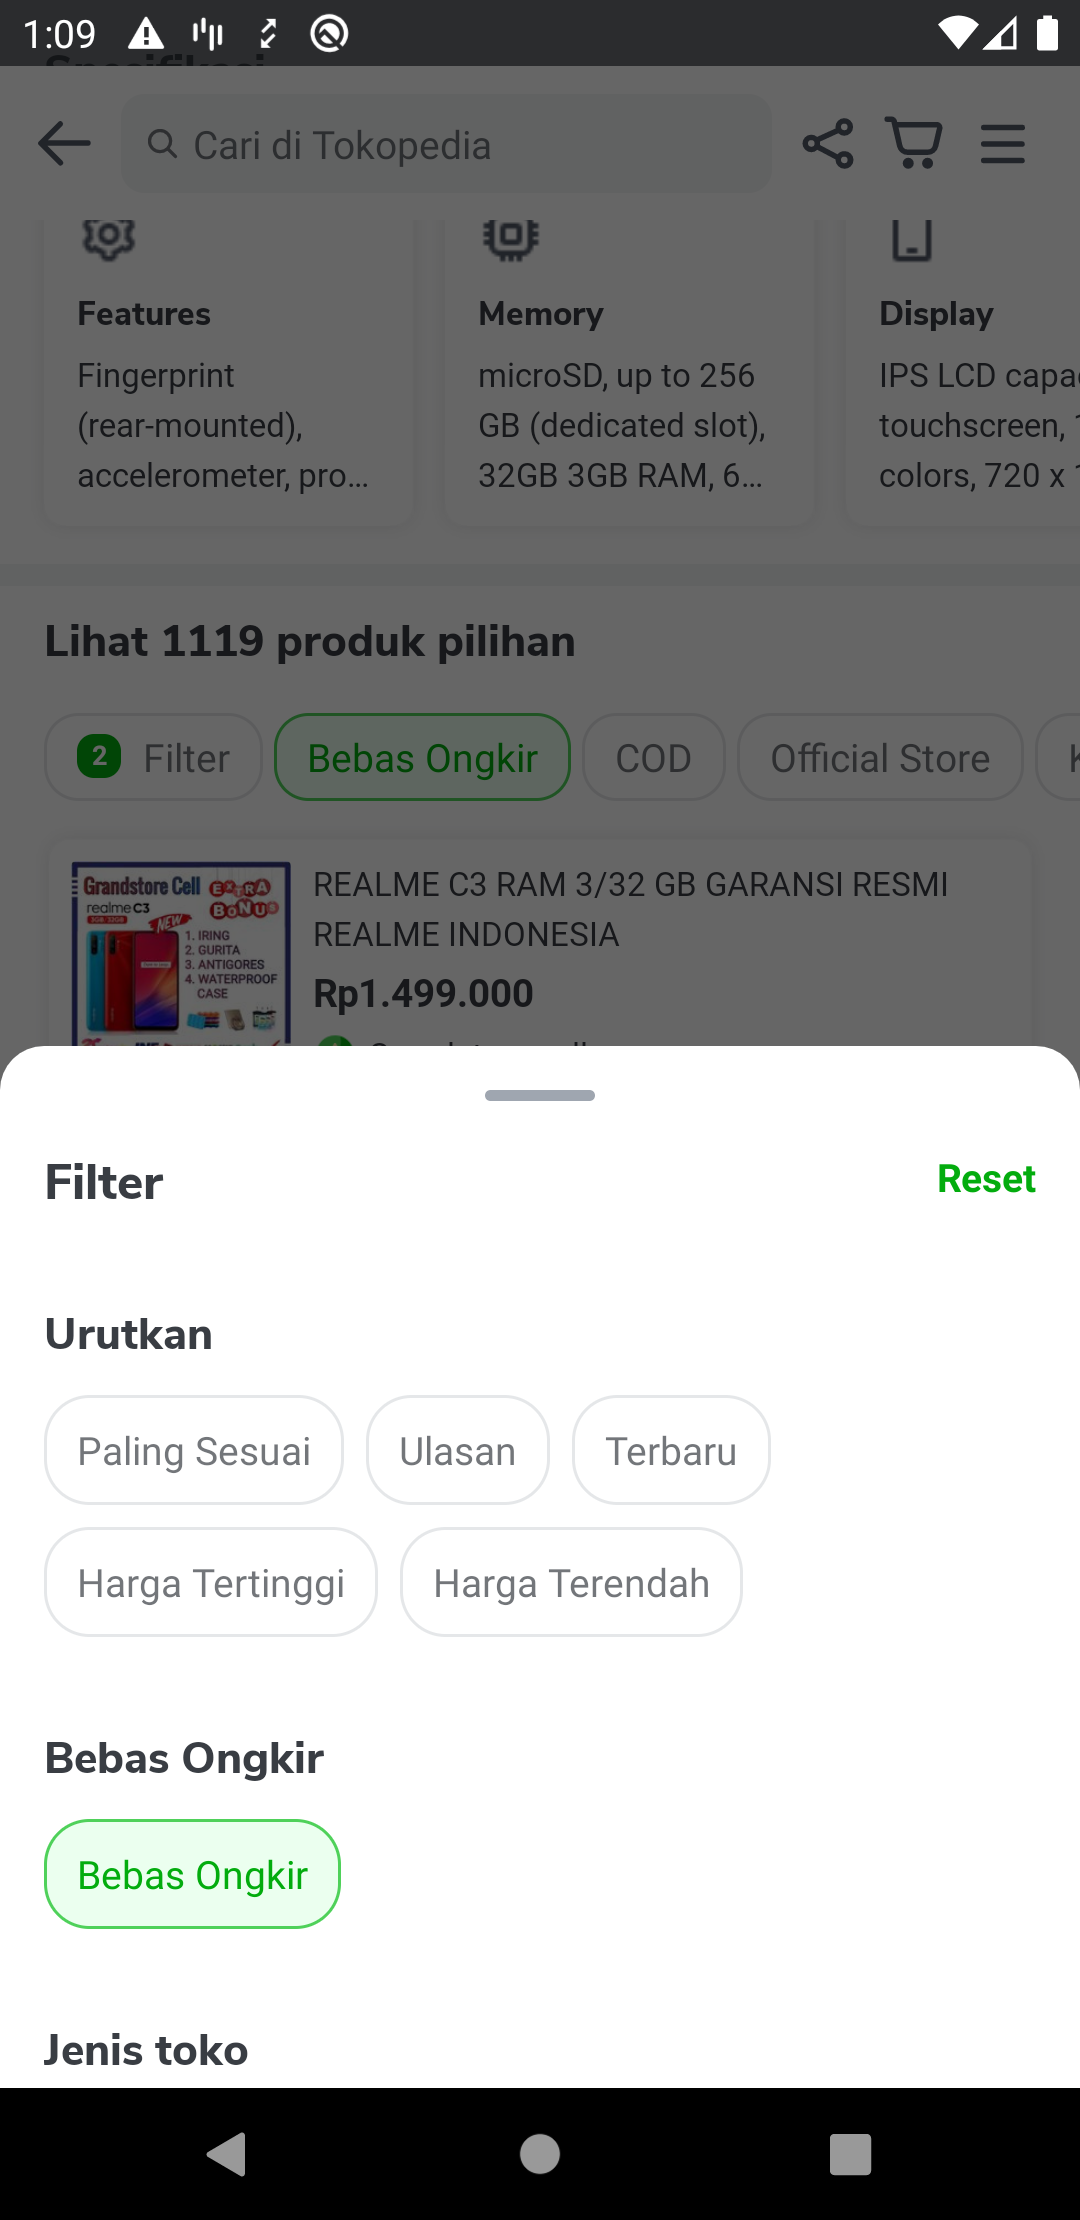 1:09
Cari di Tokopedia
Features
Fingerprint
(rear-mounted),
accelerometer, pro...
Memory
microSD, up to 256
GB (dedicated slot),
32GB 3GB RAM, 6...
Display
IPS LCD capa
touchscreen,
colors, 720 x
Lihat 1119 produk pilihan
2 Filter
Bebas Ongkir
COD
Official Store
Grandstore Cell
EXTRA
BONUS
realme C3
NEW
1. IRING
2. GURITA
3. ANTIGORES
4. WATERPROOF
CASE
REALME C3 RAM 3/32 GB GARANSI RESMI
REALME INDONESIA
Rp1.499.000
Filter
Reset
Urutkan
Paling Sesuai
Ulasan
Terbaru
Harga Tertinggi
Harga Terendah
Bebas Ongkir
Bebas Ongkir
Jenis toko